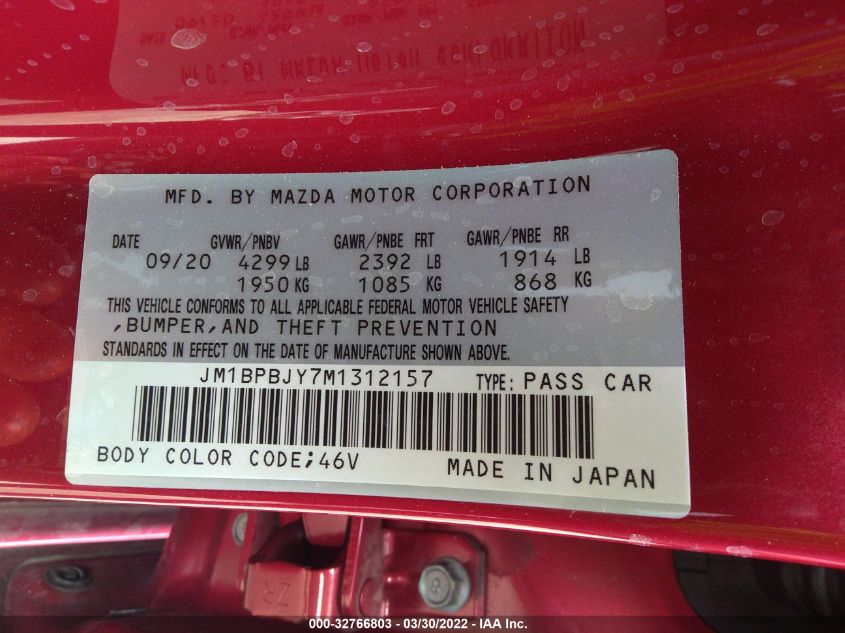 MFD. BY MAZDA MOTOR CORPORATION
DATE GVWR/PNBV GAWR/PNBE FRT GAWR/PNBE RR
09/20 4299 LB 2392 LB 1914 LB
1950 KG 1085 KG 868 KG
THIS VEHICLE CONFORMS TO ALL APPLICABLE FEDERAL MOTOR VEHICLE SAFETY
,BUMPER,AND THEFT PREVENTION
STANDARDS IN EFFECT ON THE DATE OF MANUFACTURE SHOWN ABOVE.
JM1BPBJY7M1312157 TYPE: PASS CAR
BODY COLOR CODE;46V MADE IN JAPAN
ZR
000-32766803 - 03/30/2022 - IAA Inc.